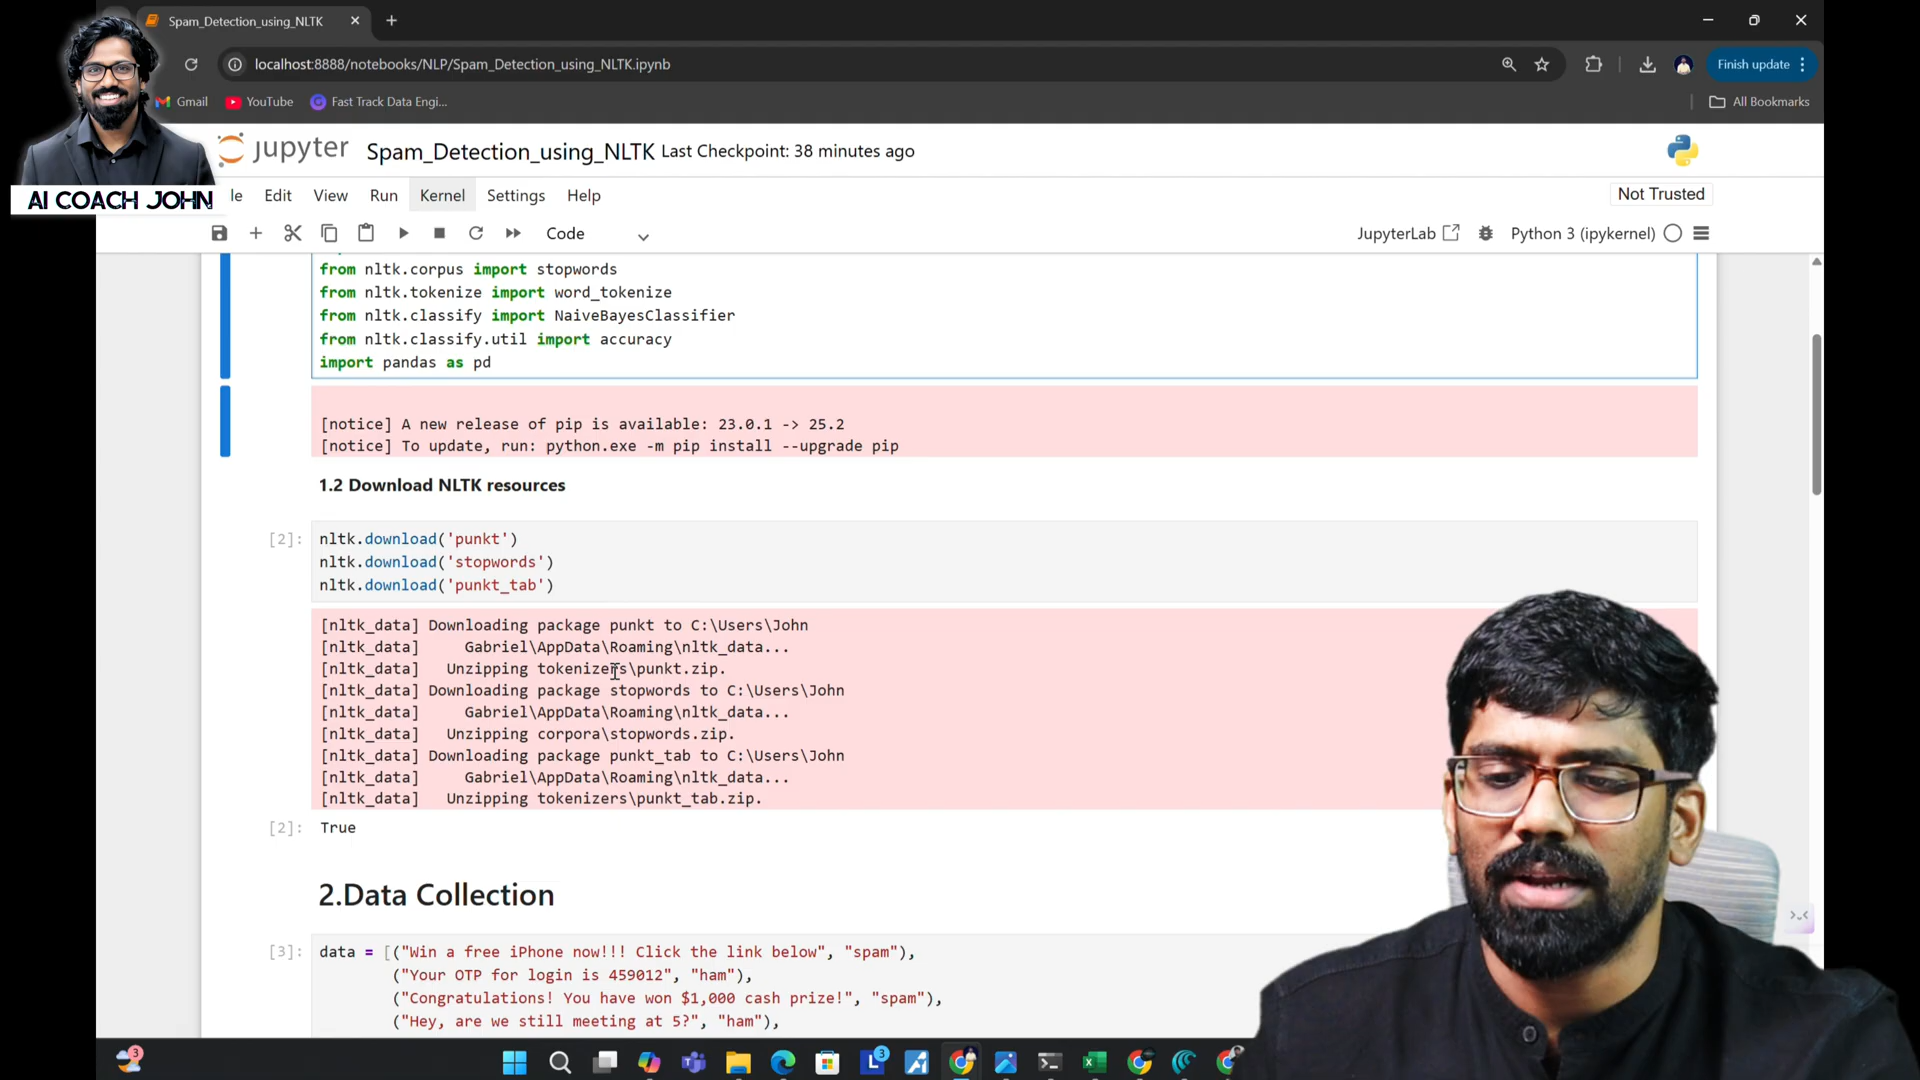 Spam_Detection_using_NLTK
localhost:8888/notebooks/NLP/Spam_Detection_using_NLTK.ipynb
Finish update
Gmail
YouTube
Fast Track Data Engi...
All Bookmarks
jupyter
Spam_Detection_using_NLTK Last Checkpoint: 38 minutes ago
AI COACH JOHN
le Edit View Run Kernel Settings Help
Not Trusted
Code
JupyterLab
Python 3 (ipykernel)
from nltk.corpus import stopwords
from nltk.tokenize import word_tokenize
from nltk.classify import NaiveBayesClassifier
from nltk.classify.util import accuracy
import pandas as pd
[notice] A new release of pip is available: 23.0.1 -> 25.2
[notice] To update, run: python.exe -m pip install --upgrade pip
1.2 Download NLTK resources
[2]: nltk.download('punkt')
nltk.download('stopwords')
nltk.download('punkt_tab')
[nltk_data] Downloading package punkt to C:\Users\John
[nltk_data] Gabriel\AppData\Roaming\nltk_data...
[nltk_data] Unzipping tokenizers\punkt.zip.
[nltk_data] Downloading package stopwords to C:\Users\John
[nltk_data] Gabriel\AppData\Roaming\nltk_data...
[nltk_data] Unzipping corpora\stopwords.zip.
[nltk_data] Downloading package punkt_tab to C:\Users\John
[nltk_data] Gabriel\AppData\Roaming\nltk_data...
[nltk_data] Unzipping tokenizers\punkt_tab.zip.
[2]: True
2.Data Collection
[3]: data = [("Win a free iPhone now!!! Click the link below", "spam"),
("Your OTP for login is 459012", "ham"),
("Congratulations! You have won $1,000 cash prize!", "spam"),
("Hey, are we still meeting at 5?", "ham"),
3
3